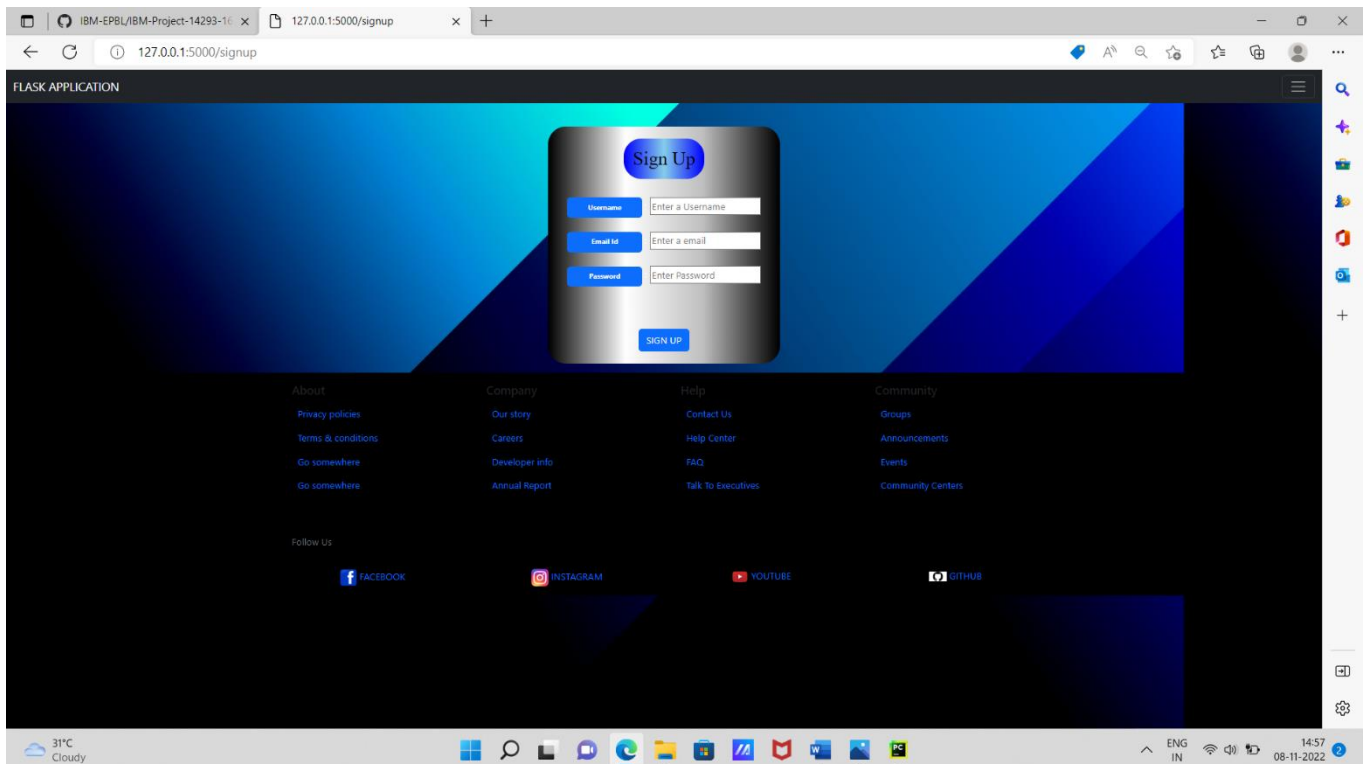 IBM-EPBL/IBM-Project-14293-16
127.0.0.1:5000/signup
127.0.0.1:5000/signup
FLASK APPLICATION
Sign Up
Username Enter a Username
Email Id Enter a email
Password Enter Password
SIGN UP
About Company Help Community
Privacy policies Our story Contact Us Groups
Terms & conditions Careers Help Center Announcements
Go somewhere Developer info FAQ Events
Go somewhere Annual Report Talk To Executives Community Centers
Follow Us
FACEBOOK INSTAGRAM YOUTUBE GITHUB
31°C
Cloudy
ENG
IN
14:57
08-11-2022
2